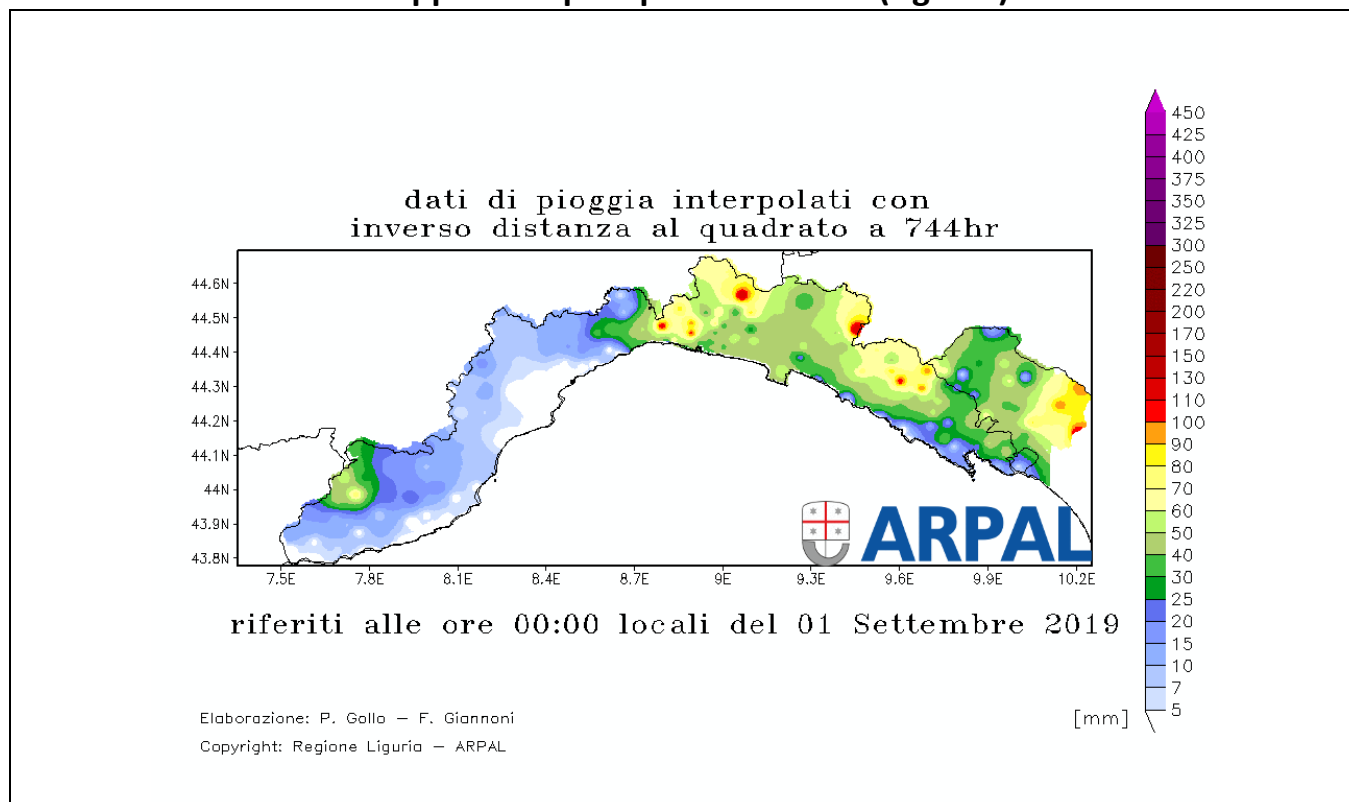 dati di pioggia interpolati con
inverso distanza al quadrato a 744hr
44.6N
44.5N
44.4N
44.3N
44.2N
44.1N
44N
43.9N
43.8N
7.5E 7.8E 8.1E 8.4E 8.7E 9E 9.3E 9.6E 9.9E 10.2E
ARPAL
450
425
400
375
350
325
300
250
220
200
170
150
130
110
100
90
80
70
60
50
40
30
25
20
15
10
7
5
[mm]
riferiti alle ore 00:00 locali del 01 Settembre 2019
Elaborazione: P. Gollo – F. Giannoni
Copyright: Regione Liguria – ARPAL